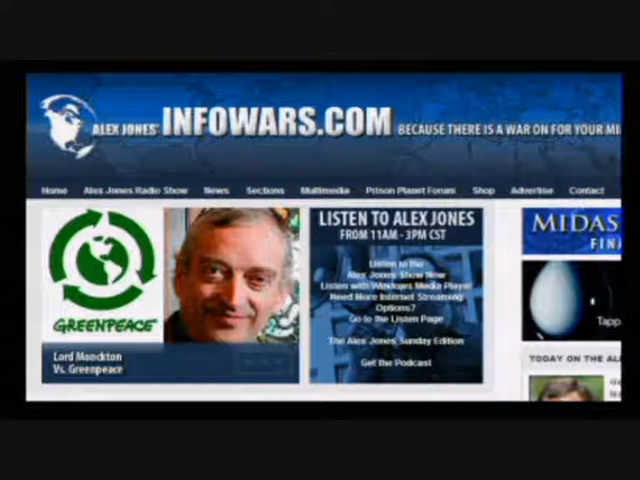 ALEX JONES' INFOWARS.COM BECAUSE THERE IS A WAR ON FOR YOUR
Home Alex Jones Radio Show News Sections Multimedia Prison Planet Forum Shop Advertise Contact
GREENPEACE
Lord Monckton
Vs. Greenpeace
LISTEN TO ALEX JONES
FROM 11AM - 3PM CST
Listen to the
Alex Jones Show Now
Listen with Windows Media Player
Need More Internet Streaming
Options?
Go to the Listen Page
The Alex Jones Sunday Edition
Get the Podcast
MIDAS
TODAY ON THE